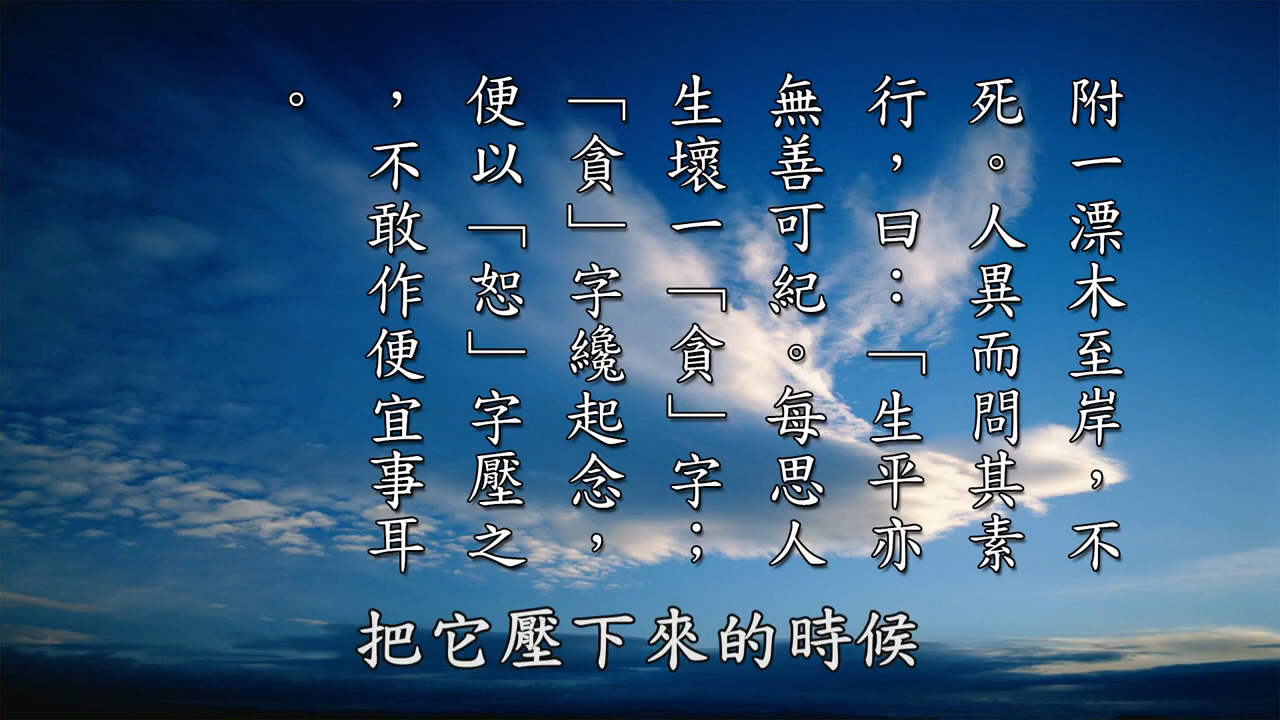 附一漂木至岸，不
死。人異而問其素
行，曰：「生平亦
無善可紀。每思人
生壞一「貪」字；
「貪」字纔起念，
便以「恕」字壓之
，不敢作便宜事耳
。
把它壓下來的時候